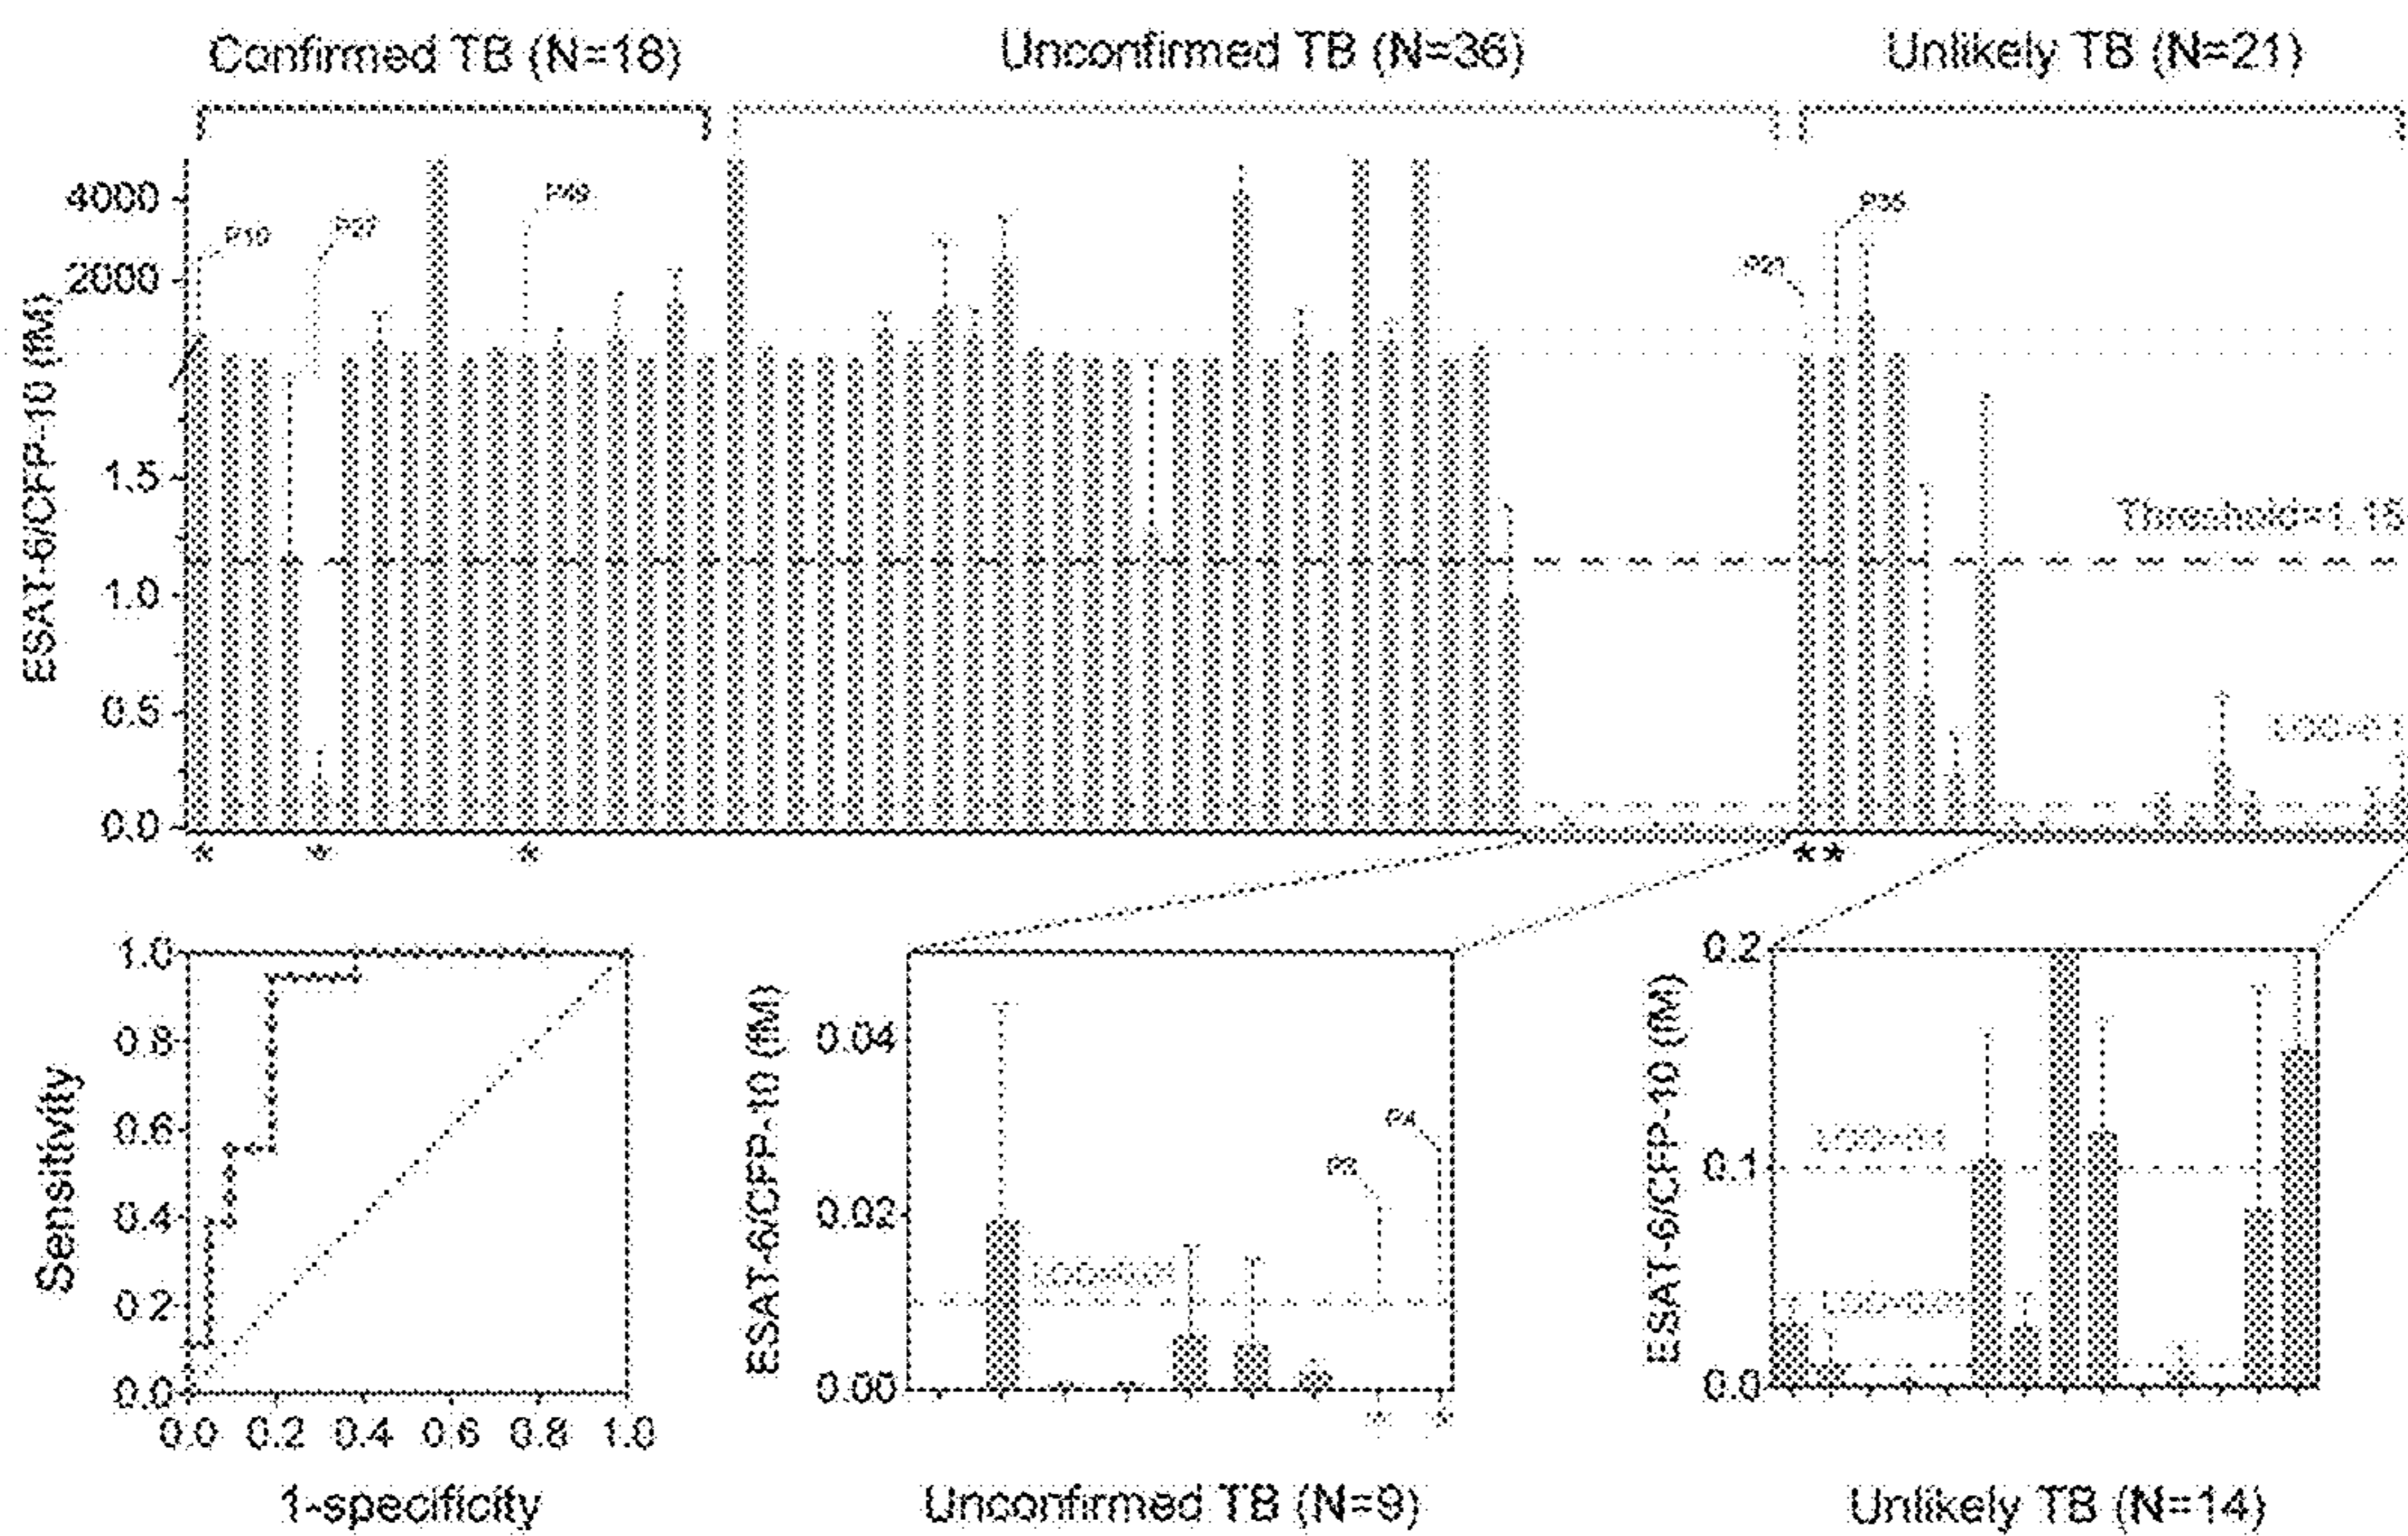 Confirmed TB (N=18)
Unconfirmed TB (N=36)
Unlikely TB (N=21)
ESAT-6/CFP-10 (fM)
4000
2000
1.5
1.0
0.5
0.0
P10
P27
P49
P21
P35
Threshold=1.15
* * *
**
Sensitivity
1.0
0.8
0.6
0.4
0.2
0.0
0.0 0.2 0.4 0.6 0.8 1.0
1-specificity
ESAT-6/CFP-10 (fM)
0.04
0.02
0.00
P4
* *
Unconfirmed TB (N=9)
ESAT-6/CFP-10 (fM)
0.2
0.1
0.0
Unlikely TB (N=14)